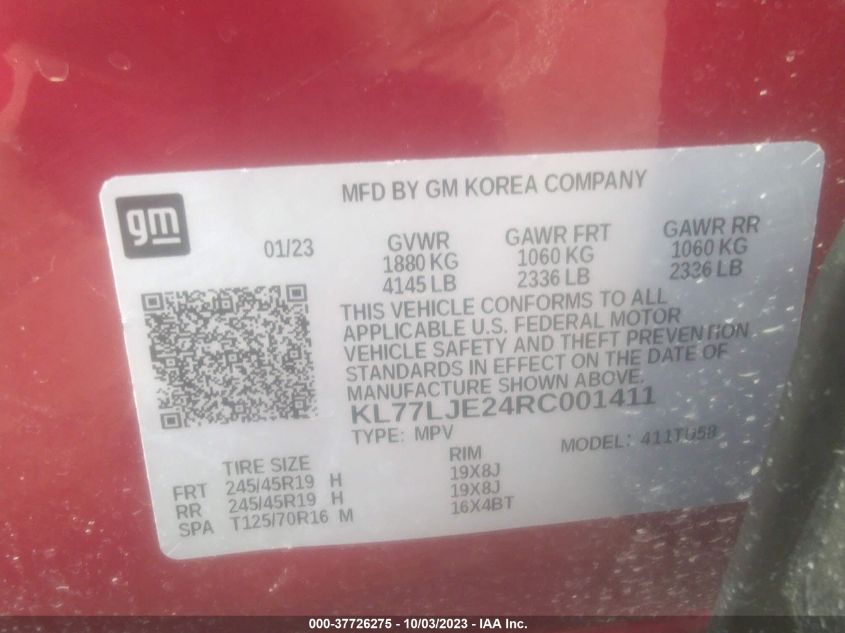 MFD BY GM KOREA COMPANY
gm
01/23
GVWR GAWR FRT GAWR RR
1880 KG 1060 KG 1060 KG
4145 LB 2336 LB 2336 LB
THIS VEHICLE CONFORMS TO ALL
APPLICABLE U.S. FEDERAL MOTOR
VEHICLE SAFETY AND THEFT PREVENTION
STANDARDS IN EFFECT ON THE DATE OF
MANUFACTURE SHOWN ABOVE.
KL77LJE24RC001411
TYPE: MPV MODEL: 411TU58
TIRE SIZE RIM
FRT 245/45R19 H 19X8J
RR 245/45R19 H 19X8J
SPA T125/70R16 M 16X4BT
000-37726275 - 10/03/2023 - IAA Inc.